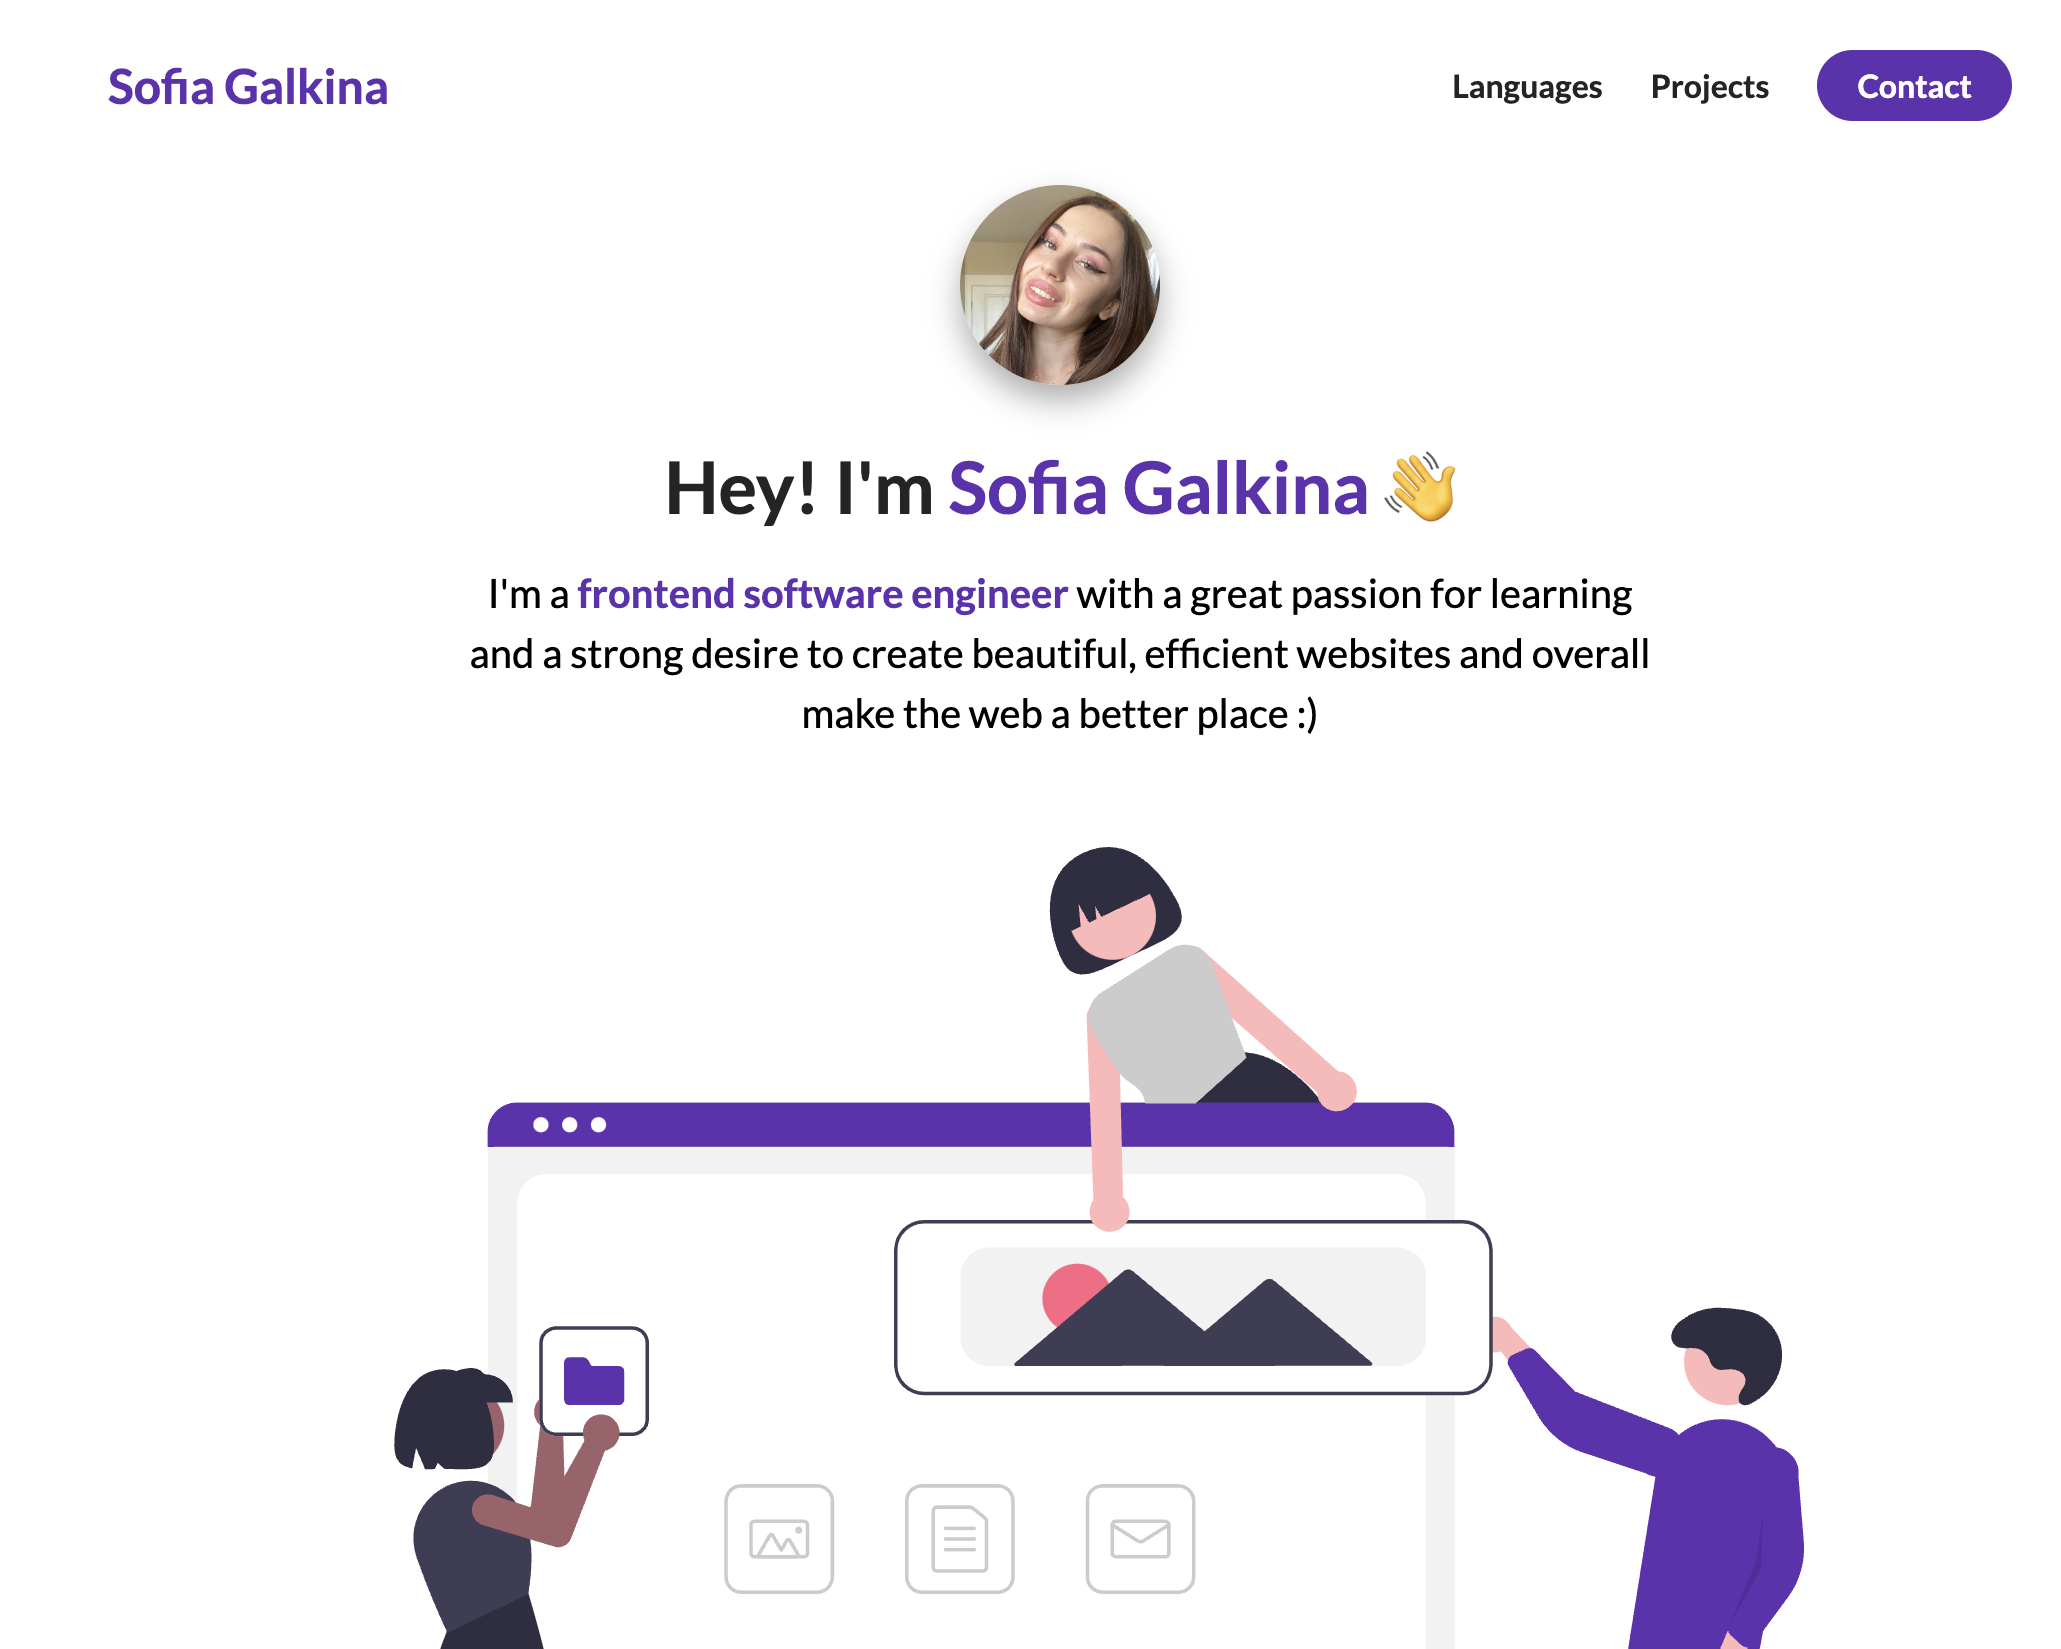 Sofia Galkina
Languages Projects Contact
Hey! I'm Sofia Galkina 👋
I'm a frontend software engineer with a great passion for learning
and a strong desire to create beautiful, efficient websites and overall
make the web a better place :)